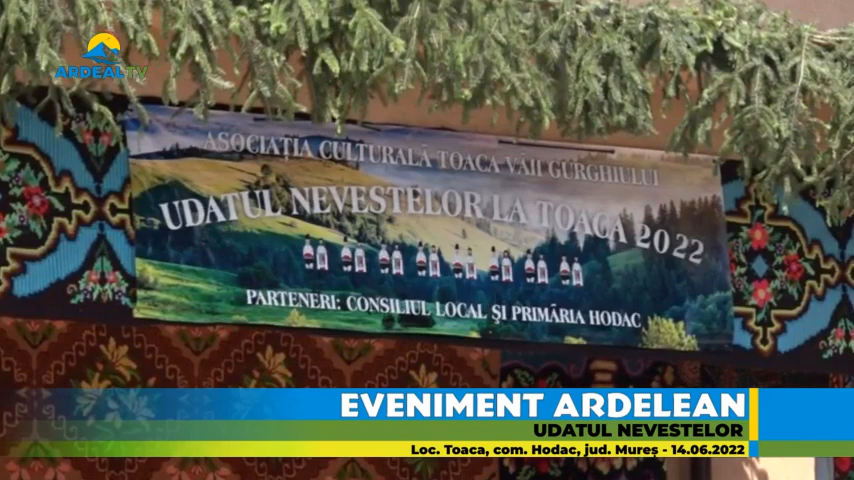 ARDEALTV
ASOCIAȚIA CULTURALĂ TOACA VĂII GURGHIULUI
UDATUL NEVESTELOR LA TOACA 2022
PARTENERI: CONSILIUL LOCAL ȘI PRIMĂRIA HODAC
EVENIMENT ARDELEAN
UDATUL NEVESTELOR
Loc. Toaca, com. Hodac, jud. Mureș - 14.06.2022